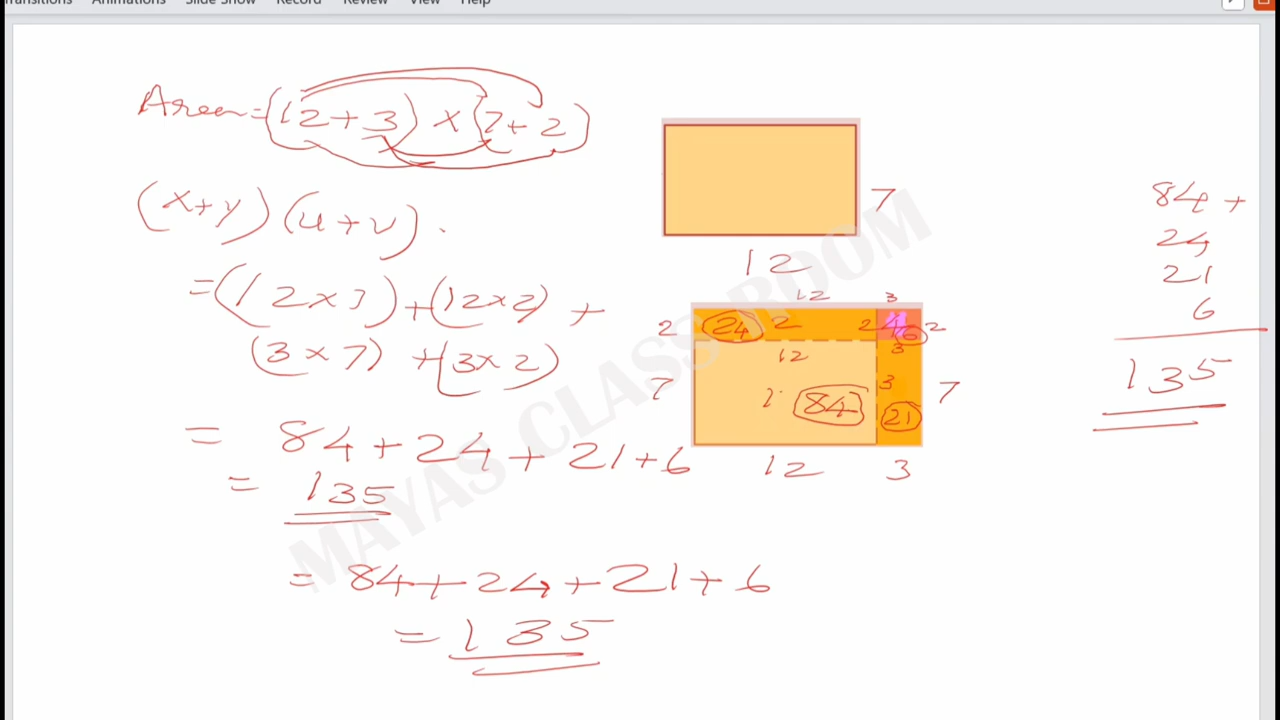 Transitions Animations Slide Show Record Review View Help
Area = (12+3) × (7+2)
(x+y) (u+v).
= (12×7) + (12×2) +
(3×7) + (3×2)
= 84 + 24 + 21 + 6
= 135
= 84 + 24 + 21 + 6
= 135
7
12
12 3
2 24 2 2 6 2
12 3
7 84 3 21 7
12 3
84 +
24
21
6
135
MAYAS CLASSROOM